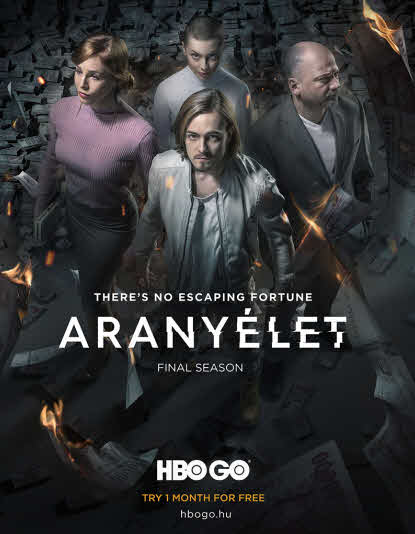 THERE'S NO ESCAPING FORTUNE
ARANYÉLET
FINAL SEASON
HBO GO
TRY 1 MONTH FOR FREE
hbogo.hu